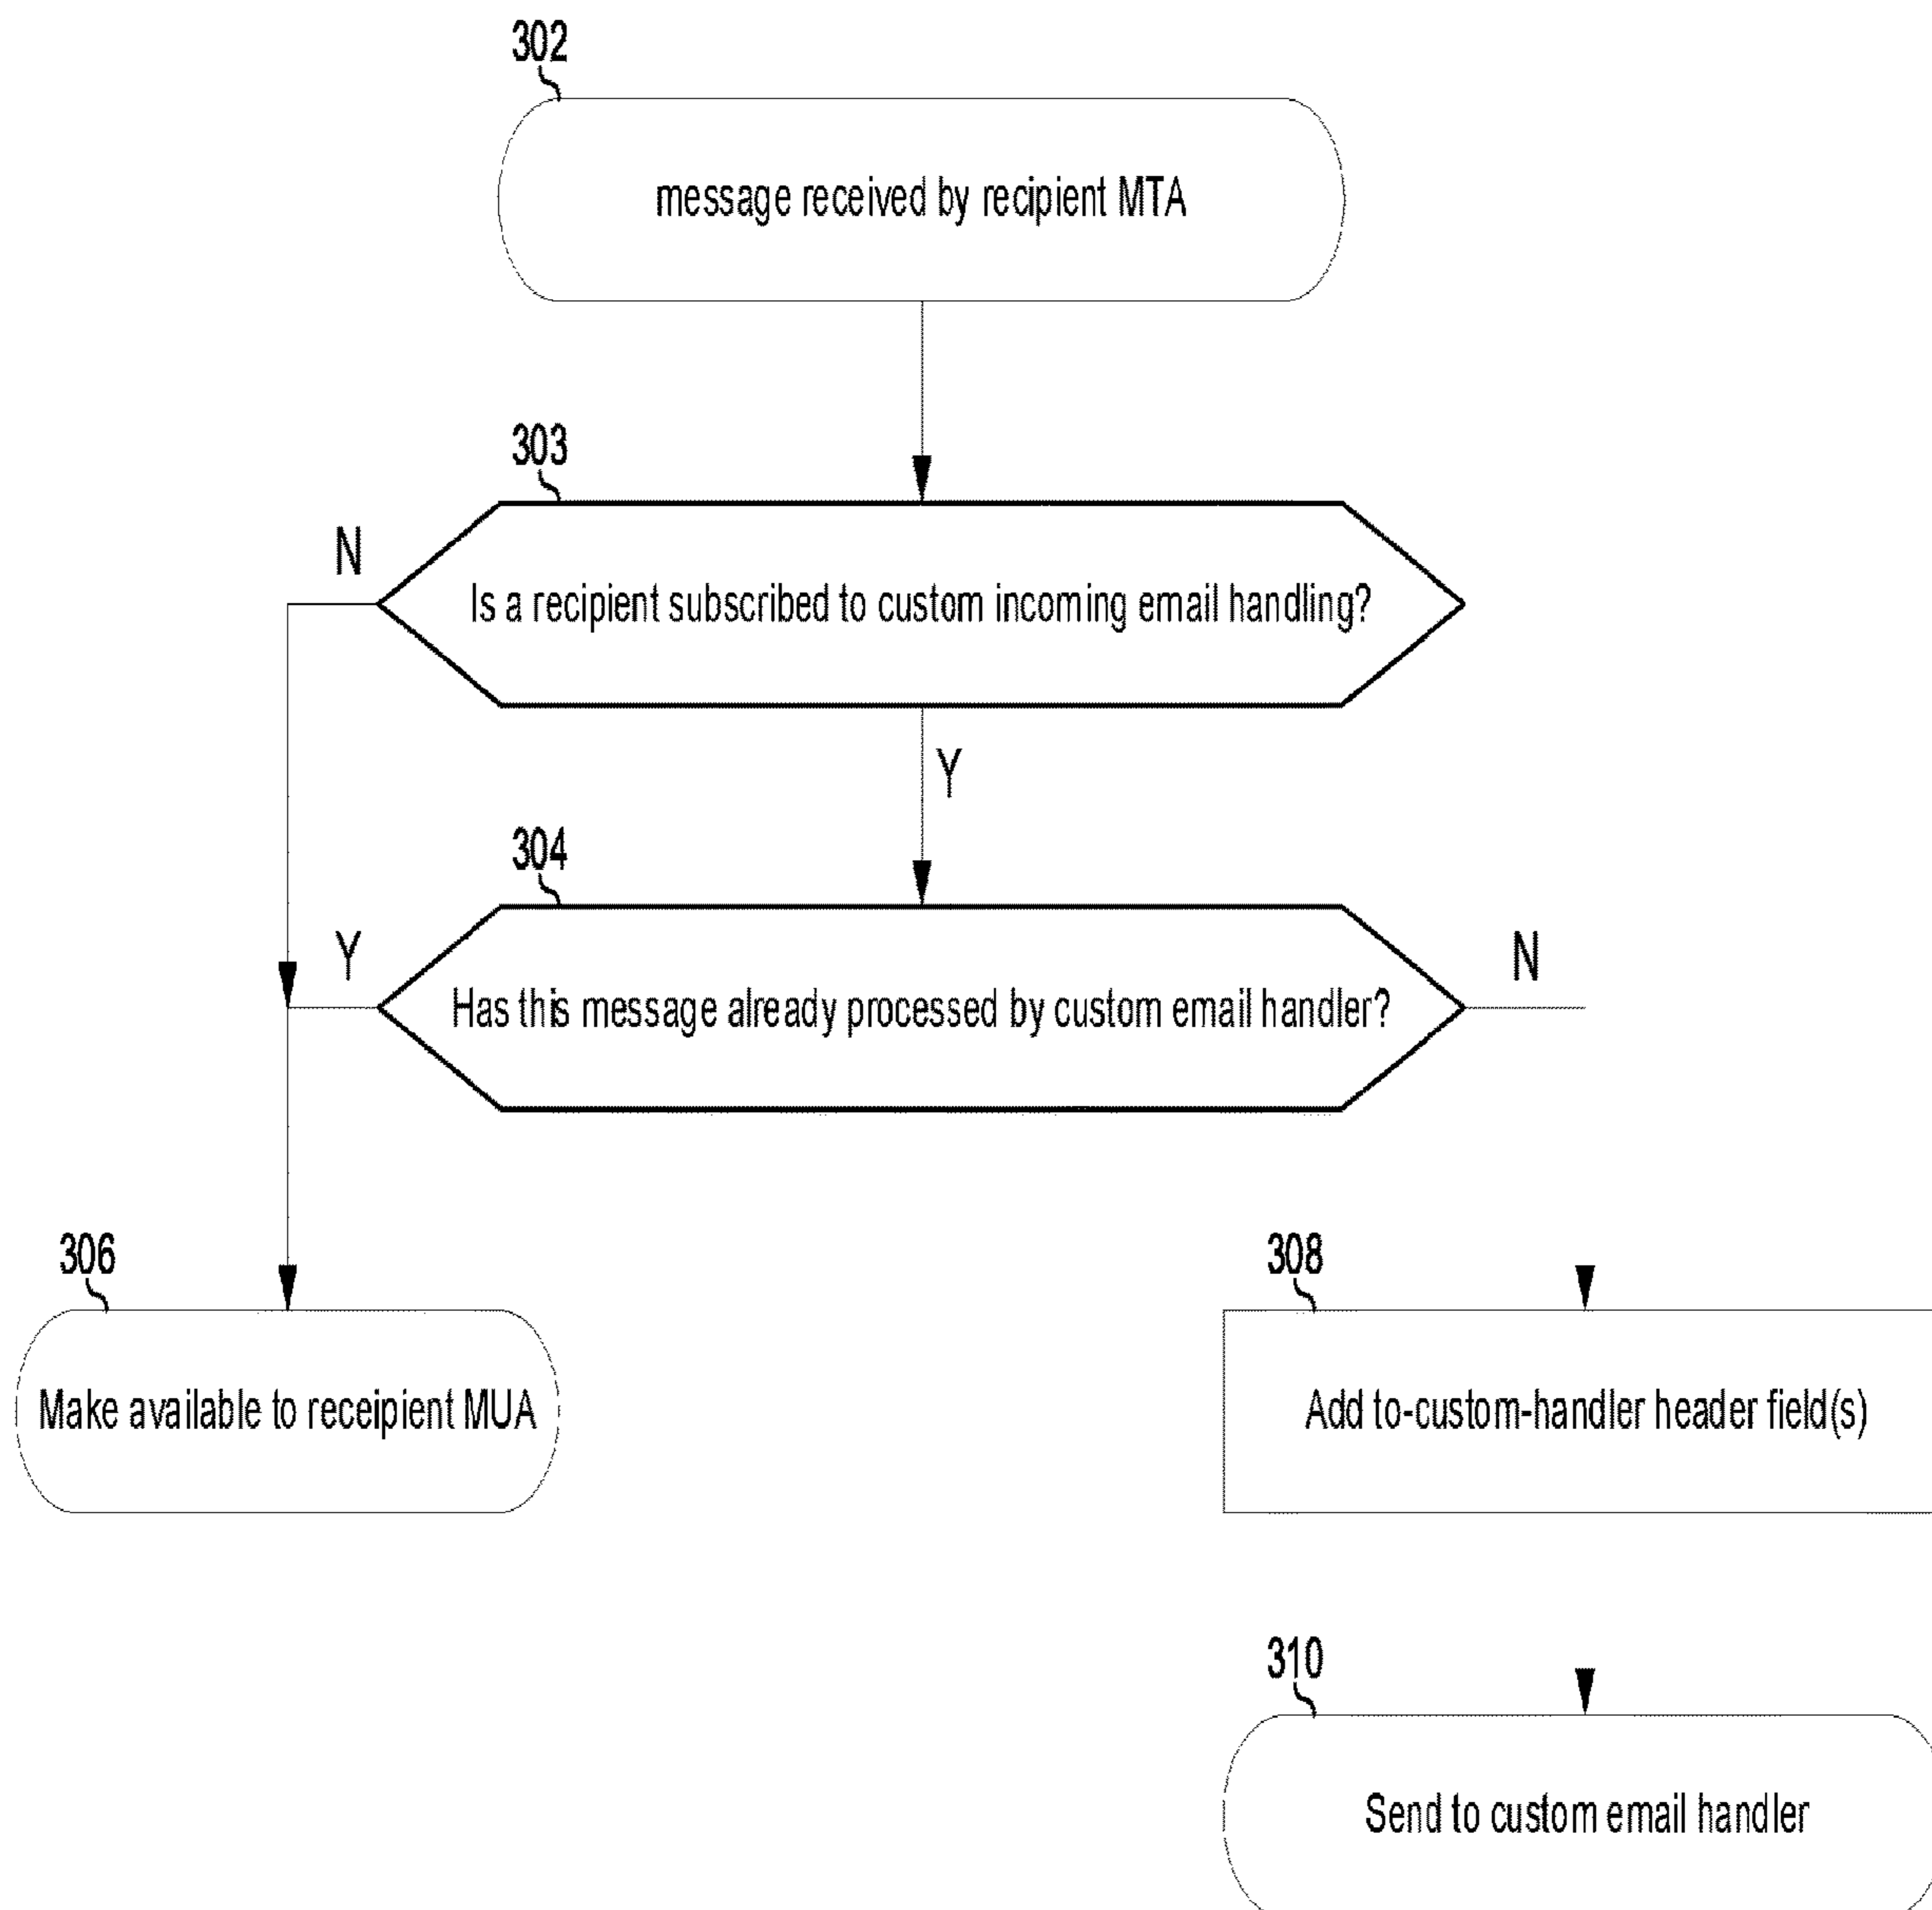 302
message received by recipient MTA
303
N
Is a recipient subscribed to custom incoming email handling?
Y
304
Y
N
Has this message already processed by custom email handler?
306
308
Make available to receipient MUA
Add to-custom-handler header field(s)
310
Send to custom email handler